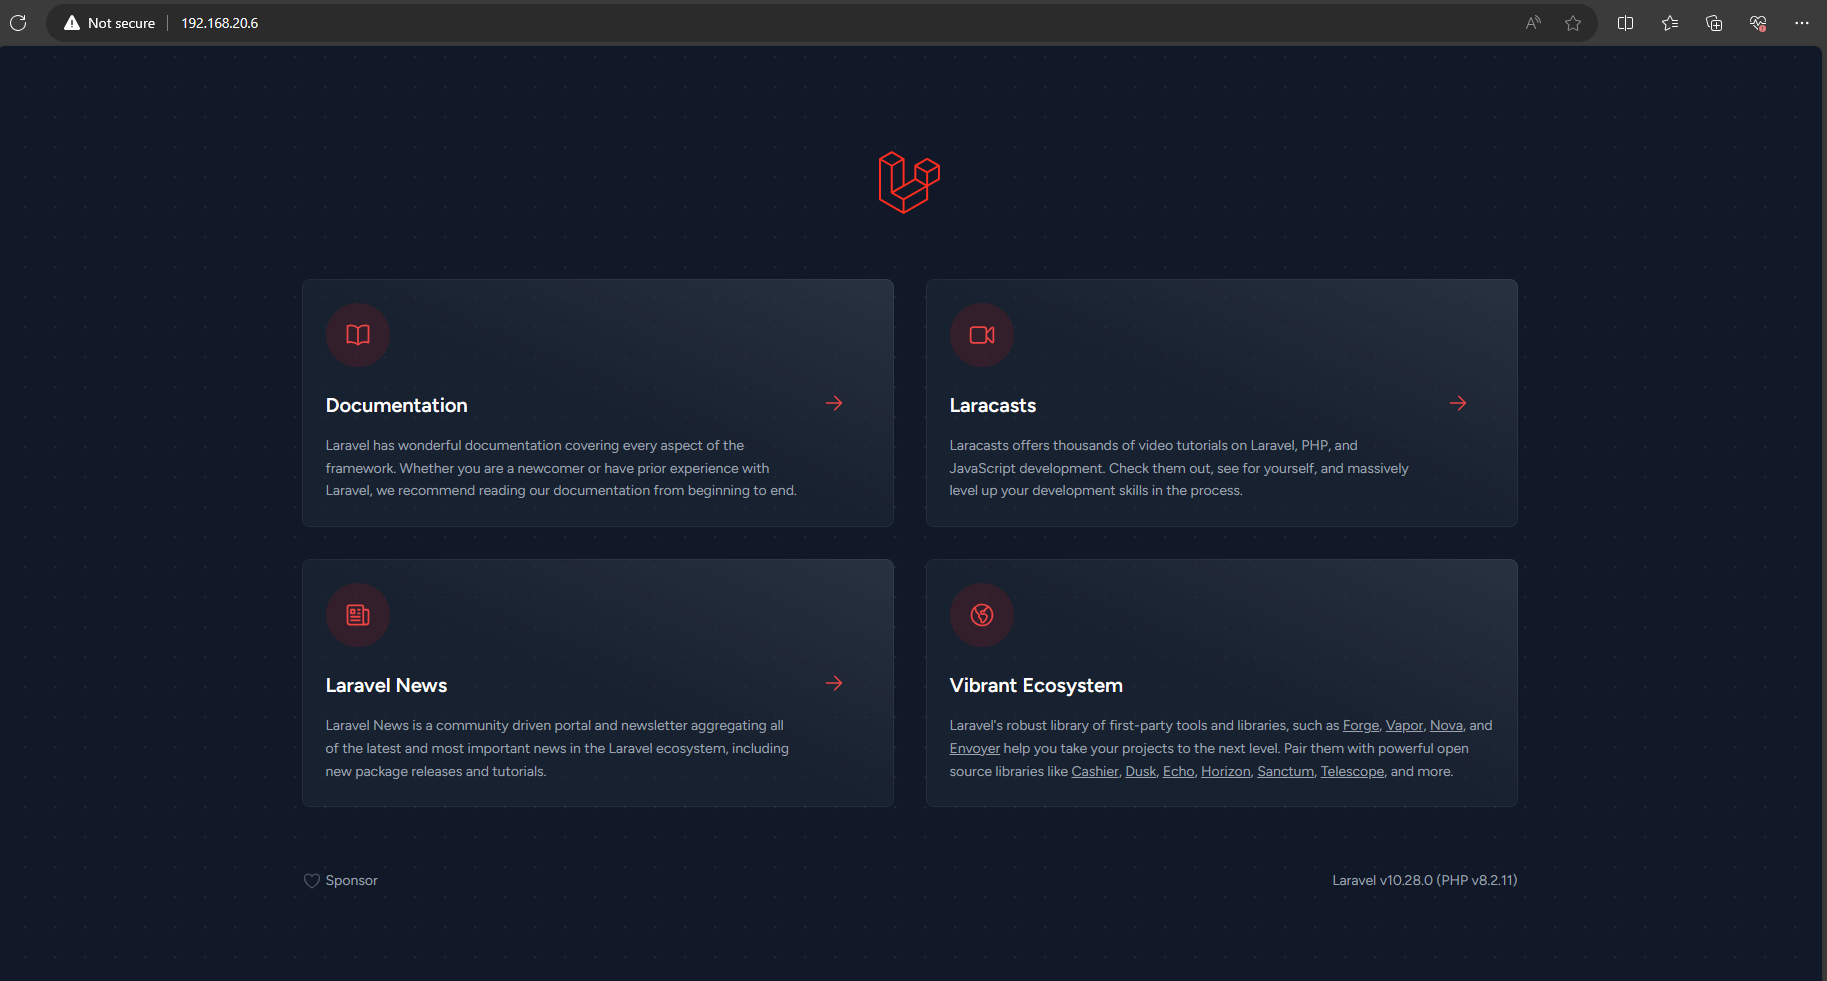 Not secure
192.168.20.6
Documentation
Laravel has wonderful documentation covering every aspect of the
framework. Whether you are a newcomer or have prior experience with
Laravel, we recommend reading our documentation from beginning to end.
Laracasts
Laracasts offers thousands of video tutorials on Laravel, PHP, and
JavaScript development. Check them out, see for yourself, and massively
level up your development skills in the process.
Laravel News
Laravel News is a community driven portal and newsletter aggregating all
of the latest and most important news in the Laravel ecosystem, including
new package releases and tutorials.
Vibrant Ecosystem
Laravel's robust library of first-party tools and libraries, such as Forge, Vapor, Nova, and
Envoyer help you take your projects to the next level. Pair them with powerful open
source libraries like Cashier, Dusk, Echo, Horizon, Sanctum, Telescope, and more.
Sponsor
Laravel v10.28.0 (PHP v8.2.11)